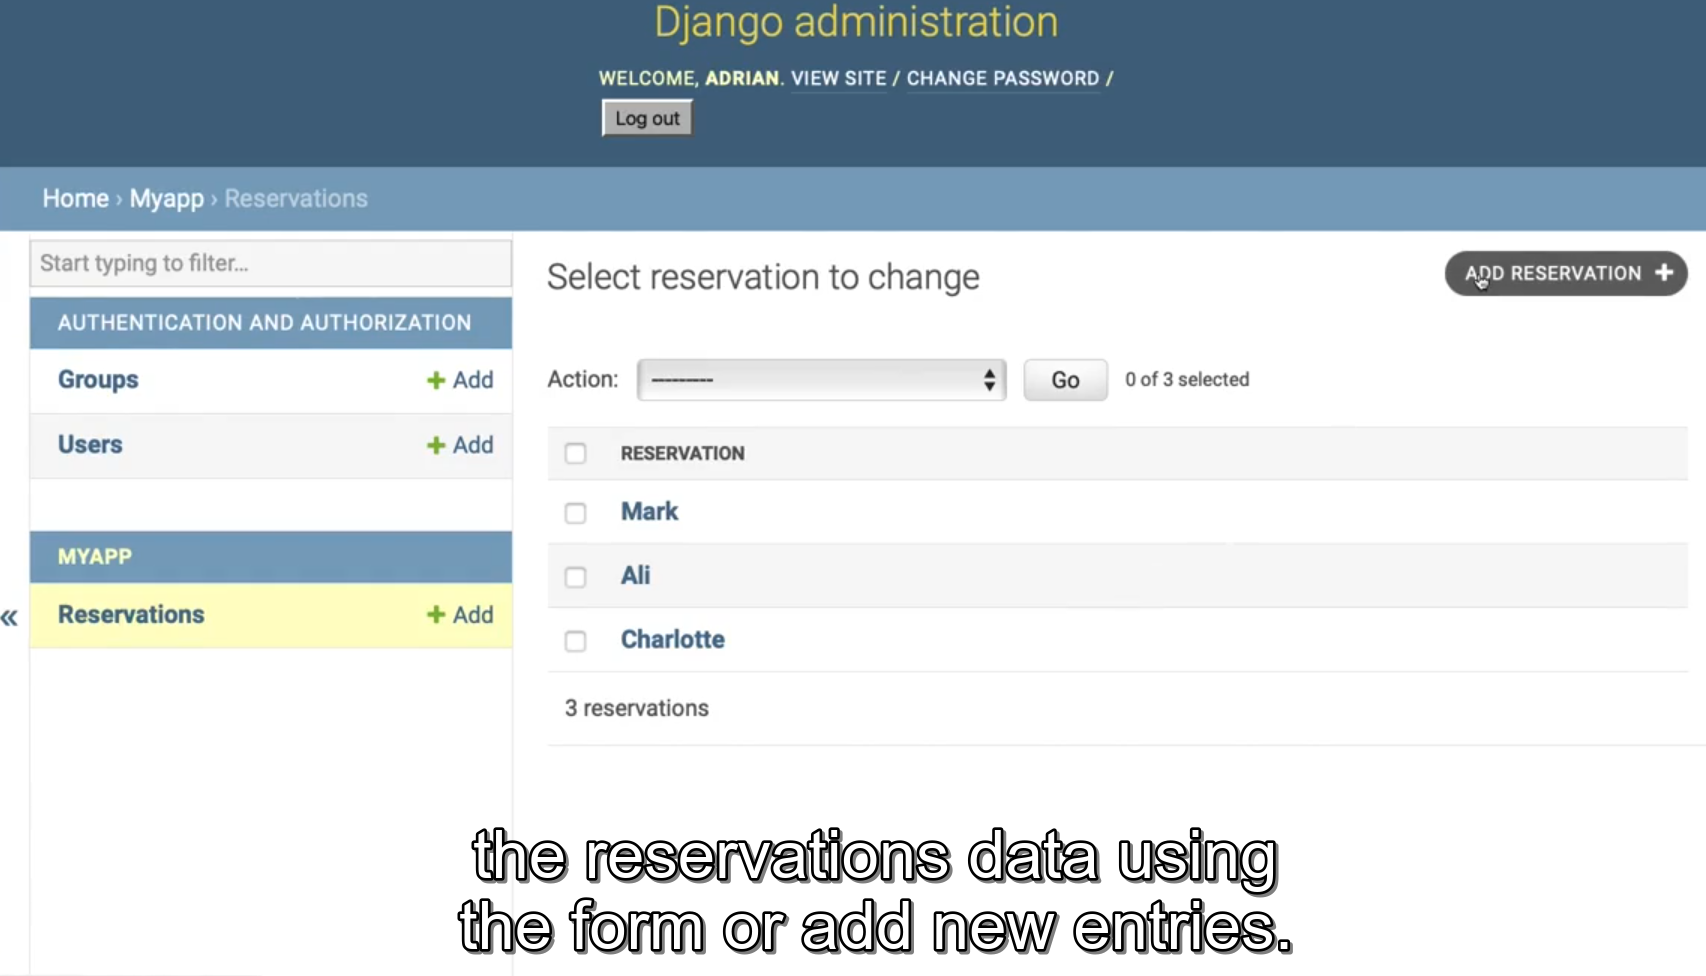 Django administration
WELCOME, ADRIAN. VIEW SITE / CHANGE PASSWORD /
Log out
Home › Myapp › Reservations
Start typing to filter...
AUTHENTICATION AND AUTHORIZATION
Groups + Add
Users + Add
MYAPP
Reservations + Add
«
Select reservation to change
ADD RESERVATION +
Action: --------- Go 0 of 3 selected
RESERVATION
Mark
Ali
Charlotte
3 reservations
the reservations data using
the form or add new entries.